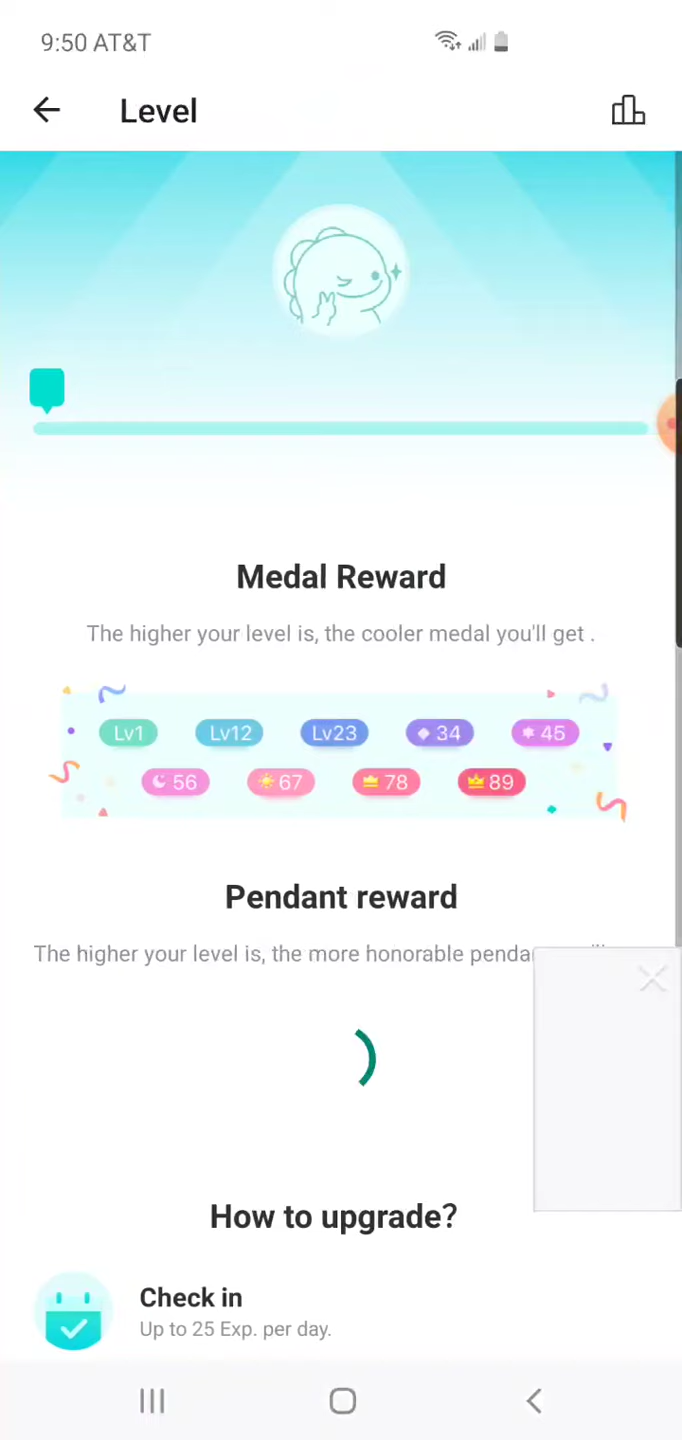 9:50 AT&T
Level
Medal Reward
The higher your level is, the cooler medal you'll get .
Lv1 Lv12 Lv23 34 45
56 67 78 89
Pendant reward
The higher your level is, the more honorable
How to upgrade?
Check in
Up to 25 Exp. per day.